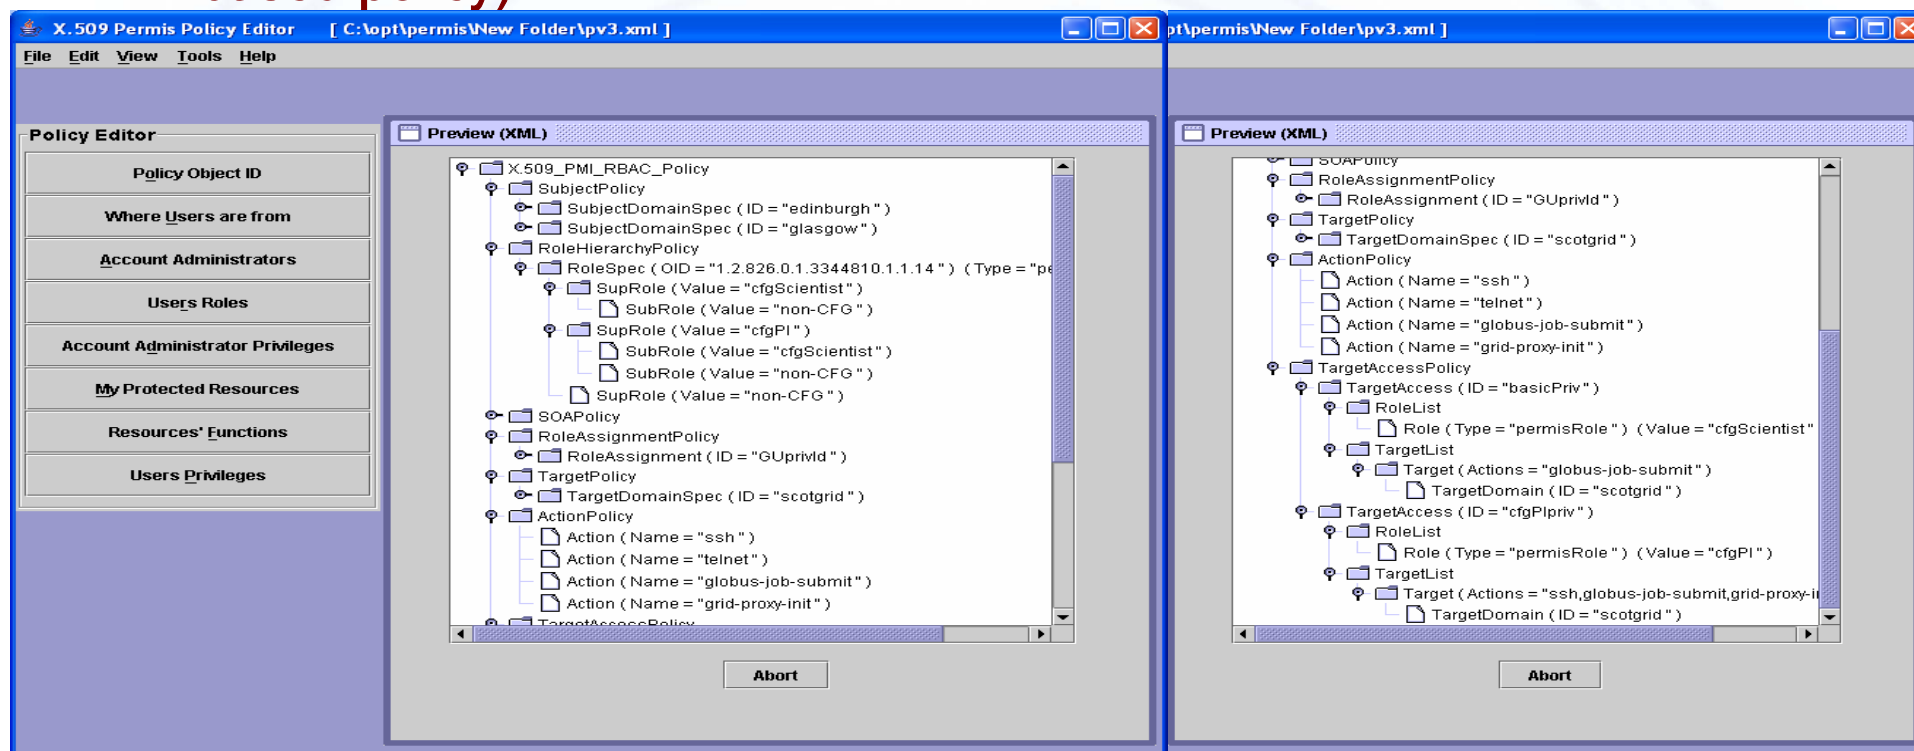 based policy)
X.509 Permis Policy Editor [ C:\opt\permis\New Folder\pv3.xml ]
File Edit View Tools Help
Policy Editor
Policy Object ID
Where Users are from
Account Administrators
Users Roles
Account Administrator Privileges
My Protected Resources
Resources' Functions
Users Privileges
Preview (XML)
X.509_PMI_RBAC_Policy
SubjectPolicy
SubjectDomainSpec ( ID = "edinburgh" )
SubjectDomainSpec ( ID = "glasgow" )
RoleHierarchyPolicy
RoleSpec ( OID = "1.2.826.0.1.3344810.1.1.14" ) ( Type = "pe
SupRole ( Value = "cfgScientist" )
SubRole ( Value = "non-CFG" )
SupRole ( Value = "cfgPI" )
SubRole ( Value = "cfgScientist" )
SubRole ( Value = "non-CFG" )
SupRole ( Value = "non-CFG" )
SOAPolicy
RoleAssignmentPolicy
RoleAssignment ( ID = "GUprivId" )
TargetPolicy
TargetDomainSpec ( ID = "scotgrid" )
ActionPolicy
Action ( Name = "ssh" )
Action ( Name = "telnet" )
Action ( Name = "globus-job-submit" )
Action ( Name = "grid-proxy-init" )
TargetAccessPolicy
Abort
pt\permis\New Folder\pv3.xml ]
Preview (XML)
SOAPolicy
RoleAssignmentPolicy
RoleAssignment ( ID = "GUprivId" )
TargetPolicy
TargetDomainSpec ( ID = "scotgrid" )
ActionPolicy
Action ( Name = "ssh" )
Action ( Name = "telnet" )
Action ( Name = "globus-job-submit" )
Action ( Name = "grid-proxy-init" )
TargetAccessPolicy
TargetAccess ( ID = "basicPriv" )
RoleList
Role ( Type = "permisRole" ) ( Value = "cfgScientist"
TargetList
Target ( Actions = "globus-job-submit" )
TargetDomain ( ID = "scotgrid" )
TargetAccess ( ID = "cfgPIpriv" )
RoleList
Role ( Type = "permisRole" ) ( Value = "cfgPI" )
TargetList
Target ( Actions = "ssh,globus-job-submit,grid-proxy-i
TargetDomain ( ID = "scotgrid" )
Abort